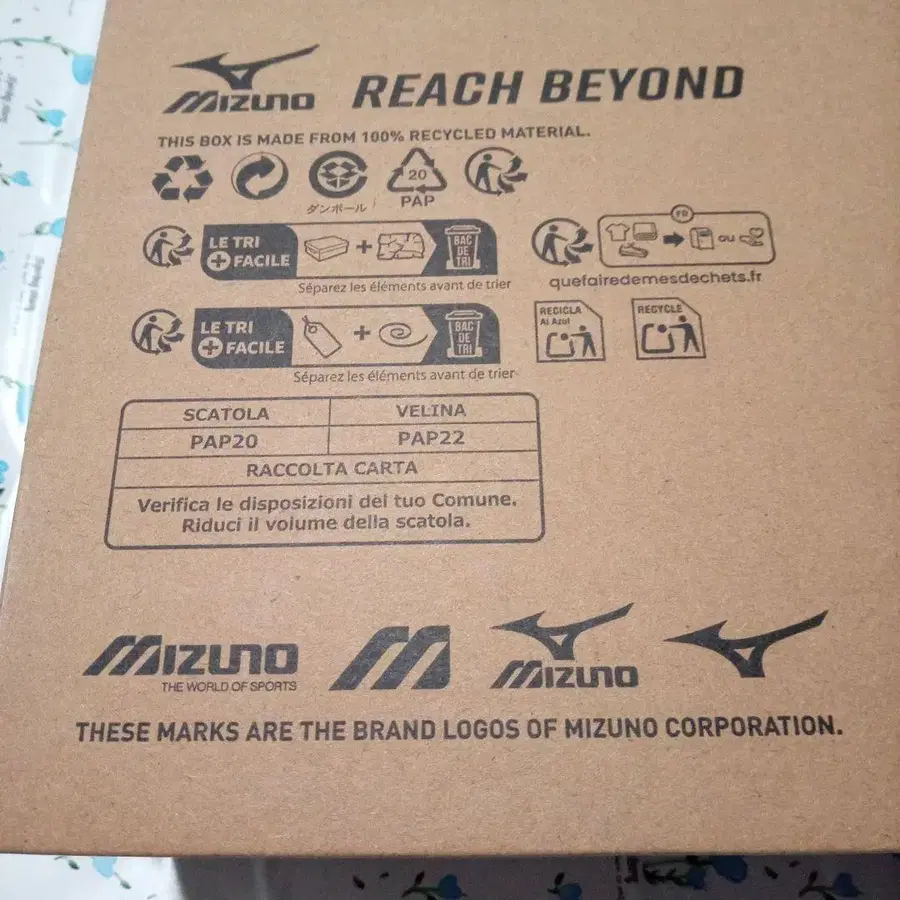 MIZUNO
REACH BEYOND
THIS BOX IS MADE FROM 100% RECYCLED MATERIAL.
20
ダンボール
PAP
LE TRI
+ FACILE
+
BAC
DE
TRI
Séparez les éléments avant de trier
FR
OU
quefairedemesdechets.fr
LE TRI
+ FACILE
+
BAC
DE
TRI
Séparez les éléments avant de trier
RECICLA
Al Azul
RECYCLE
SCATOLA VELINA
PAP20 PAP22
RACCOLTA CARTA
Verifica le disposizioni del tuo Comune.
Riduci il volume della scatola.
MIZUNO
THE WORLD OF SPORTS
M
MIZUNO
THESE MARKS ARE THE BRAND LOGOS OF MIZUNO CORPORATION.